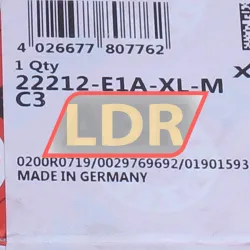 4 026677 807762
1 Qty
22212-E1A-XL-M
C3
LDR
0200R0719/0029769692/01901593
MADE IN GERMANY